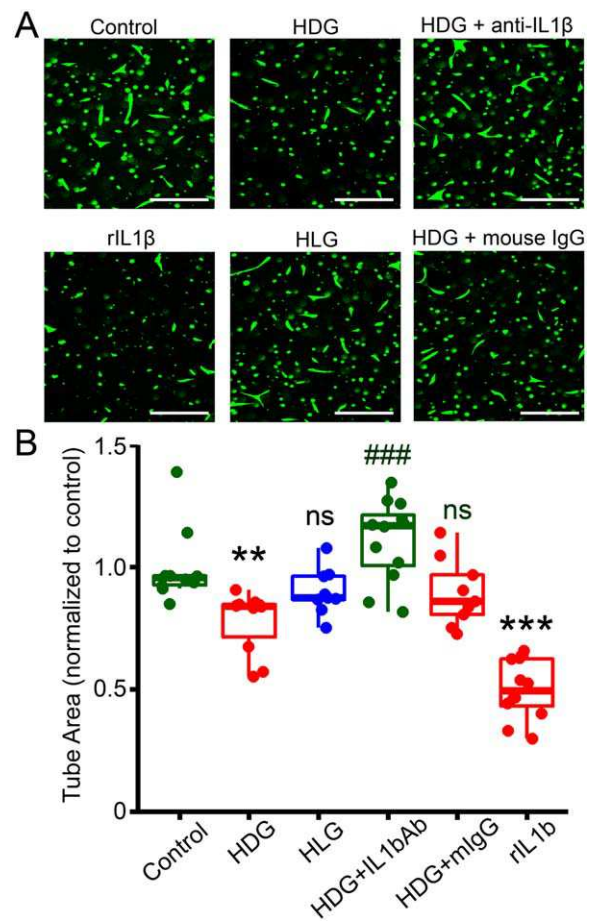 A
Control
HDG
HDG + anti-IL1β
rIL1β
HLG
HDG + mouse IgG
B
Tube Area (normalized to control)
1.5
1.0
0.5
0
**
ns
###
ns
***
Control
HDG
HLG
HDG+IL1bAb
HDG+mIgG
rIL1b